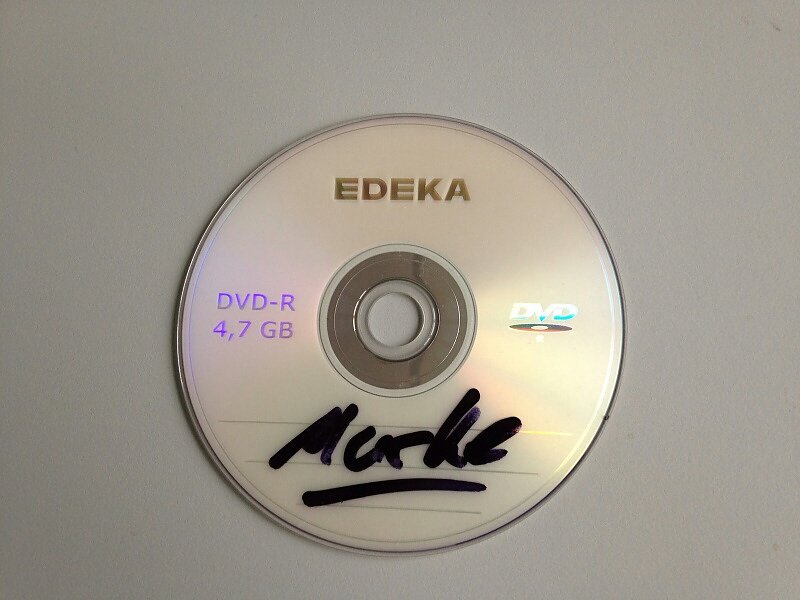 EDEKA
DVD-R
4,7 GB
DVD
R
Marke